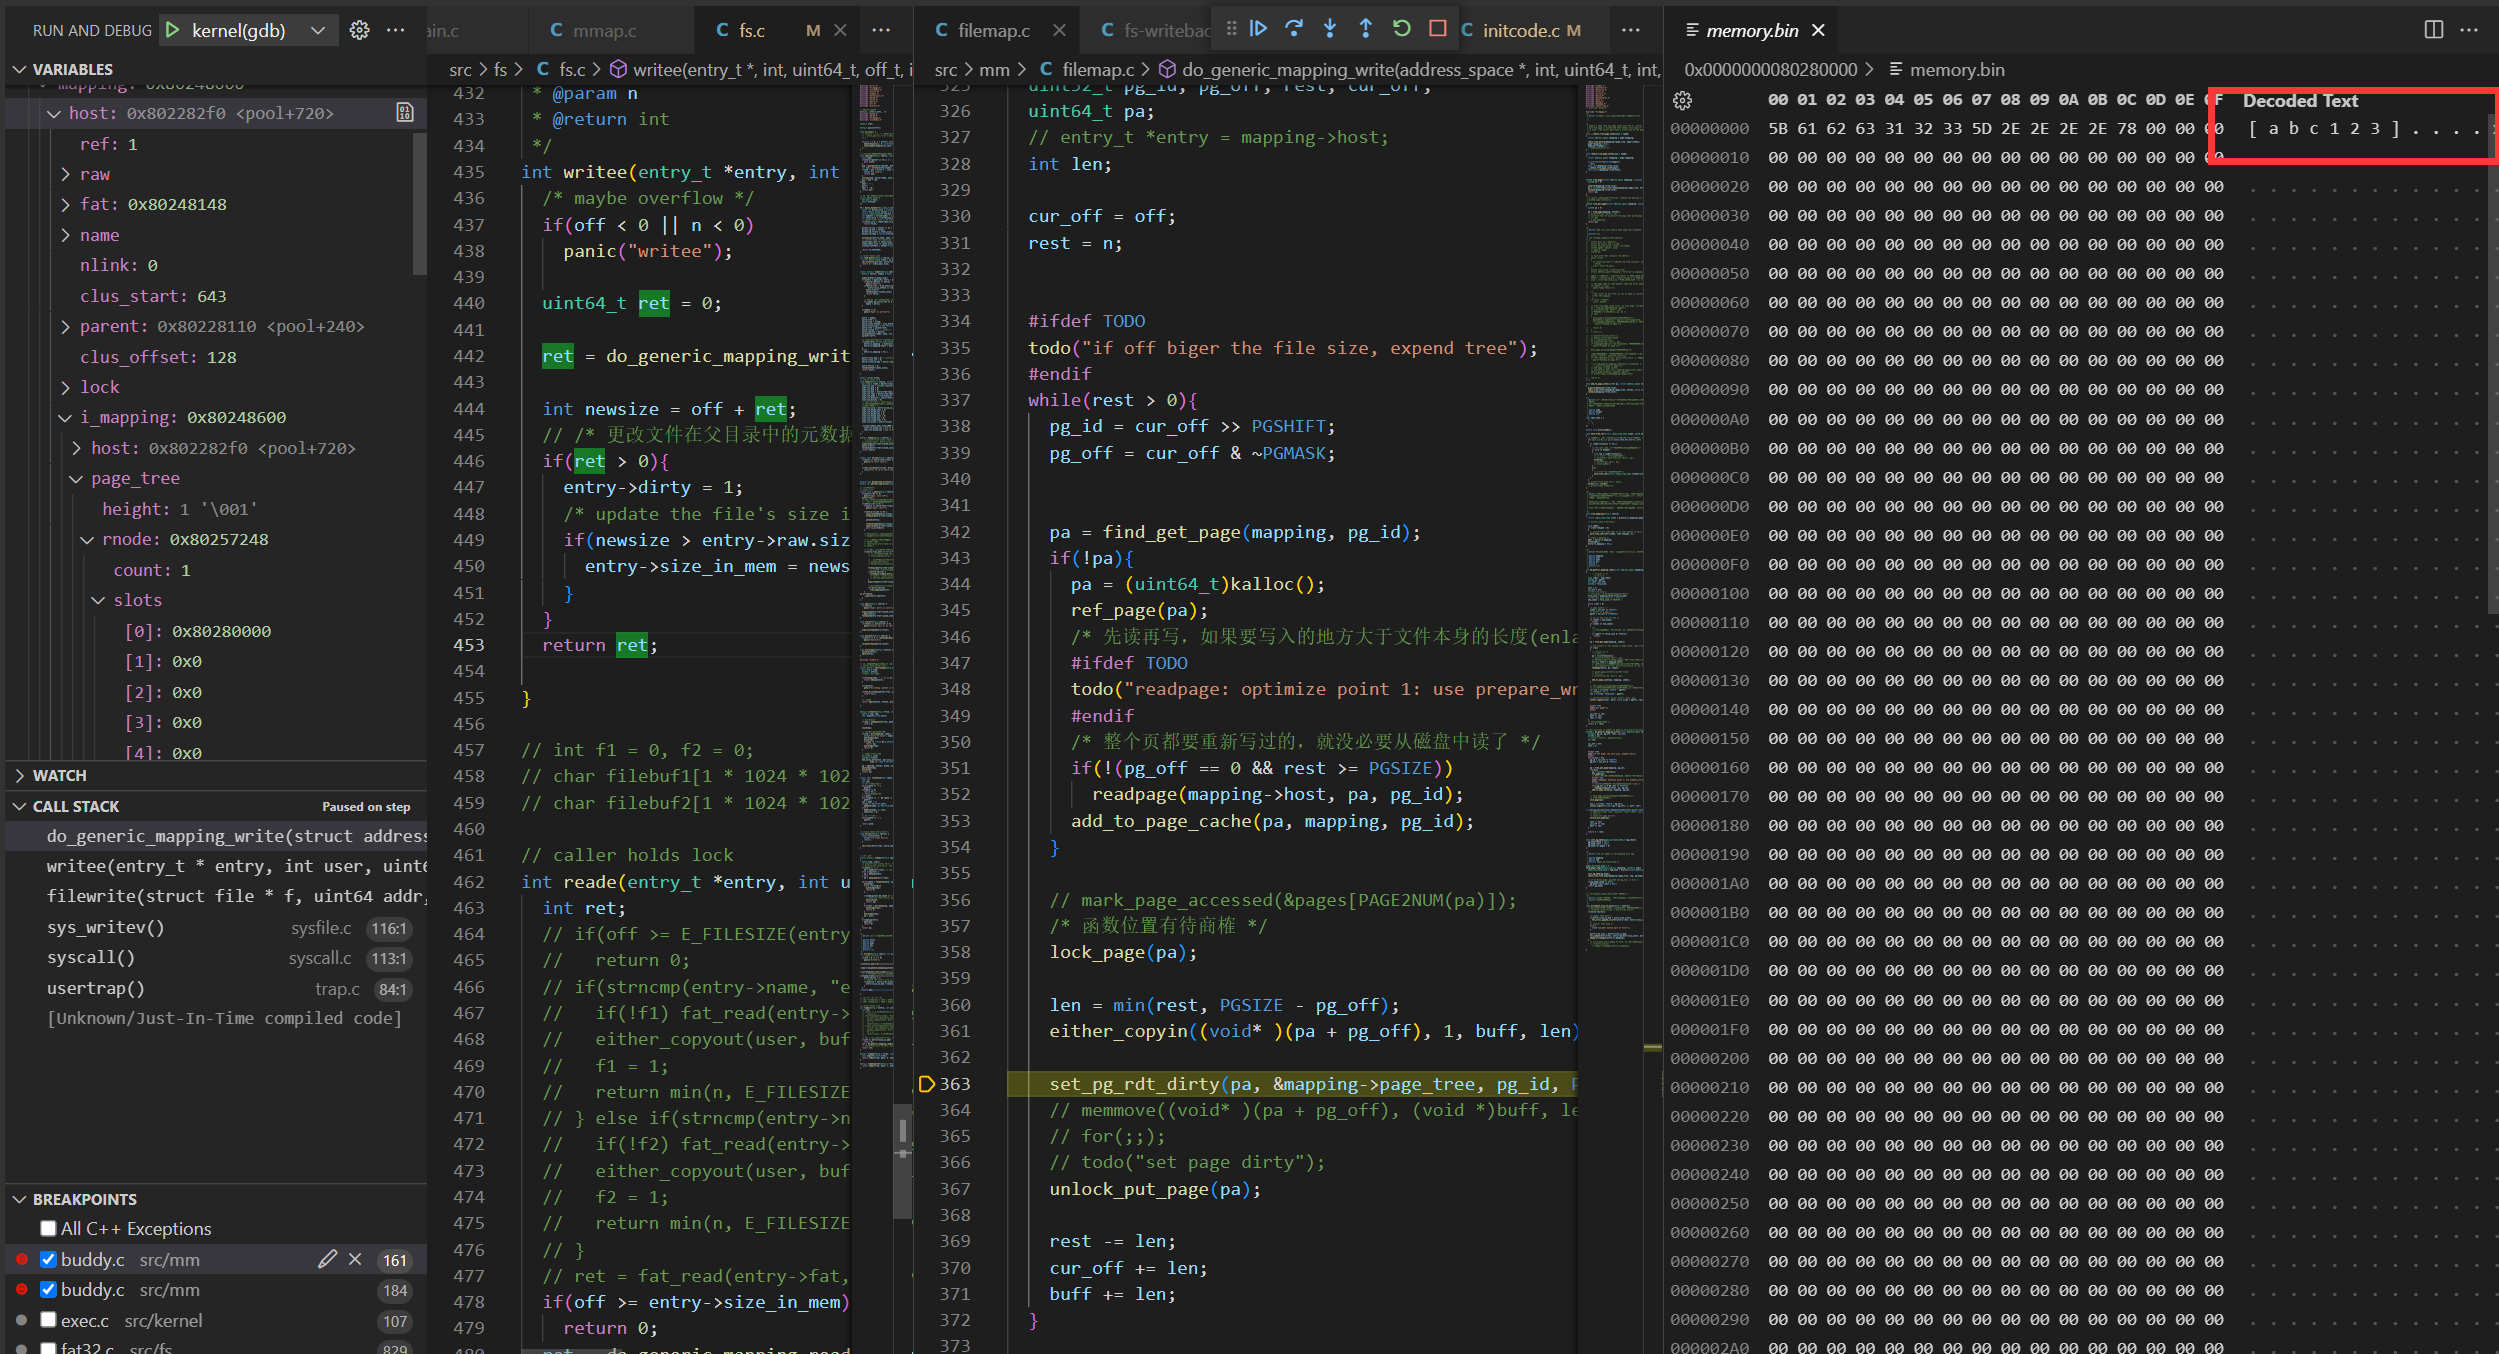 RUN AND DEBUG kernel(gdb)
VARIABLES
mapping: 0x80248600
host: 0x802282f0 <pool+720>
ref: 1
raw
fat: 0x80248148
name
nlink: 0
clus_start: 643
parent: 0x80228110 <pool+240>
clus_offset: 128
lock
i_mapping: 0x80248600
host: 0x802282f0 <pool+720>
page_tree
height: 1 '\001'
rnode: 0x80257248
count: 1
slots
[0]: 0x80280000
[1]: 0x0
[2]: 0x0
[3]: 0x0
[4]: 0x0
WATCH
CALL STACK Paused on step
do_generic_mapping_write(struct address
writee(entry_t * entry, int user, uint6
filewrite(struct file * f, uint64 addr,
sys_writev() sysfile.c 116:1
syscall() syscall.c 113:1
usertrap() trap.c 84:1
[Unknown/Just-In-Time compiled code]
BREAKPOINTS
All C++ Exceptions
buddy.c src/mm 161
buddy.c src/mm 184
exec.c src/kernel 107
fat32.c src/fs 829
ain.c mmap.c fs.c M
src > fs > C fs.c > writee(entry_t *, int, uint64_t, off_t, i
432 * @param n
433 * @return int
434 */
435 int writee(entry_t *entry, int
436 /* maybe overflow */
437 if(off < 0 || n < 0)
438 panic("writee");
439
440 uint64_t ret = 0;
441
442 ret = do_generic_mapping_writ
443
444 int newsize = off + ret;
445 // /* 更改文件在父目录中的元数据
446 if(ret > 0){
447 entry->dirty = 1;
448 /* update the file's size i
449 if(newsize > entry->raw.siz
450 entry->size_in_mem = news
451 }
452 }
453 return ret;
454
455 }
456
457 // int f1 = 0, f2 = 0;
458 // char filebuf1[1 * 1024 * 102
459 // char filebuf2[1 * 1024 * 102
460
461 // caller holds lock
462 int reade(entry_t *entry, int u
463 int ret;
464 // if(off >= E_FILESIZE(entry
465 // return 0;
466 // if(strncmp(entry->name, "e
467 // if(!f1) fat_read(entry->
468 // either_copyout(user, buf
469 // f1 = 1;
470 // return min(n, E_FILESIZE
471 // } else if(strncmp(entry->n
472 // if(!f2) fat_read(entry->
473 // either_copyout(user, buf
474 // f2 = 1;
475 // return min(n, E_FILESIZE
476 // }
477 // ret = fat_read(entry->fat,
478 if(off >= entry->size_in_mem)
479 return 0;
filemap.c fs-writebac initcode.c M
src > mm > C filemap.c > do_generic_mapping_write(address_space *, int, uint64_t, int,
325 uint32_t pg_id, pg_off, rest, cur_off;
326 uint64_t pa;
327 // entry_t *entry = mapping->host;
328 int len;
329
330 cur_off = off;
331 rest = n;
332
333
334 #ifdef TODO
335 todo("if off biger the file size, expend tree");
336 #endif
337 while(rest > 0){
338 pg_id = cur_off >> PGSHIFT;
339 pg_off = cur_off & ~PGMASK;
340
341
342 pa = find_get_page(mapping, pg_id);
343 if(!pa){
344 pa = (uint64_t)kalloc();
345 ref_page(pa);
346 /* 先读再写，如果要写入的地方大于文件本身的长度(enla
347 #ifdef TODO
348 todo("readpage: optimize point 1: use prepare_wr
349 #endif
350 /* 整个页都要重新写过的，就没必要从磁盘中读了 */
351 if(!(pg_off == 0 && rest >= PGSIZE))
352 readpage(mapping->host, pa, pg_id);
353 add_to_page_cache(pa, mapping, pg_id);
354 }
355
356 // mark_page_accessed(&pages[PAGE2NUM(pa)]);
357 /* 函数位置有待商榷 */
358 lock_page(pa);
359
360 len = min(rest, PGSIZE - pg_off);
361 either_copyin((void* )(pa + pg_off), 1, buff, len)
362
363 set_pg_rdt_dirty(pa, &mapping->page_tree, pg_id, P
364 // memmove((void* )(pa + pg_off), (void *)buff, le
365 // for(;;);
366 // todo("set page dirty");
367 unlock_put_page(pa);
368
369 rest -= len;
370 cur_off += len;
371 buff += len;
372 }
373
memory.bin
0x0000000080280000 > memory.bin
00 01 02 03 04 05 06 07 08 09 0A 0B 0C 0D 0E 0F Decoded Text
00000000 5B 61 62 63 31 32 33 5D 2E 2E 2E 2E 78 00 00 00 [ a b c 1 2 3 ] . . . .
00000010 00 00 00 00 00 00 00 00 00 00 00 00 00 00 00 00
00000020 00 00 00 00 00 00 00 00 00 00 00 00 00 00 00 00 . . . . . . . . . . . .
00000030 00 00 00 00 00 00 00 00 00 00 00 00 00 00 00 00 . . . . . . . . . . . .
00000040 00 00 00 00 00 00 00 00 00 00 00 00 00 00 00 00 . . . . . . . . . . . .
00000050 00 00 00 00 00 00 00 00 00 00 00 00 00 00 00 00 . . . . . . . . . . . .
00000060 00 00 00 00 00 00 00 00 00 00 00 00 00 00 00 00 . . . . . . . . . . . .
00000070 00 00 00 00 00 00 00 00 00 00 00 00 00 00 00 00 . . . . . . . . . . . .
00000080 00 00 00 00 00 00 00 00 00 00 00 00 00 00 00 00 . . . . . . . . . . . .
00000090 00 00 00 00 00 00 00 00 00 00 00 00 00 00 00 00 . . . . . . . . . . . .
000000A0 00 00 00 00 00 00 00 00 00 00 00 00 00 00 00 00 . . . . . . . . . . . .
000000B0 00 00 00 00 00 00 00 00 00 00 00 00 00 00 00 00 . . . . . . . . . . . .
000000C0 00 00 00 00 00 00 00 00 00 00 00 00 00 00 00 00 . . . . . . . . . . . .
000000D0 00 00 00 00 00 00 00 00 00 00 00 00 00 00 00 00 . . . . . . . . . . . .
000000E0 00 00 00 00 00 00 00 00 00 00 00 00 00 00 00 00 . . . . . . . . . . . .
000000F0 00 00 00 00 00 00 00 00 00 00 00 00 00 00 00 00 . . . . . . . . . . . .
00000100 00 00 00 00 00 00 00 00 00 00 00 00 00 00 00 00 . . . . . . . . . . . .
00000110 00 00 00 00 00 00 00 00 00 00 00 00 00 00 00 00 . . . . . . . . . . . .
00000120 00 00 00 00 00 00 00 00 00 00 00 00 00 00 00 00 . . . . . . . . . . . .
00000130 00 00 00 00 00 00 00 00 00 00 00 00 00 00 00 00 . . . . . . . . . . . .
00000140 00 00 00 00 00 00 00 00 00 00 00 00 00 00 00 00 . . . . . . . . . . . .
00000150 00 00 00 00 00 00 00 00 00 00 00 00 00 00 00 00 . . . . . . . . . . . .
00000160 00 00 00 00 00 00 00 00 00 00 00 00 00 00 00 00 . . . . . . . . . . . .
00000170 00 00 00 00 00 00 00 00 00 00 00 00 00 00 00 00 . . . . . . . . . . . .
00000180 00 00 00 00 00 00 00 00 00 00 00 00 00 00 00 00 . . . . . . . . . . . .
00000190 00 00 00 00 00 00 00 00 00 00 00 00 00 00 00 00 . . . . . . . . . . . .
000001A0 00 00 00 00 00 00 00 00 00 00 00 00 00 00 00 00 . . . . . . . . . . . .
000001B0 00 00 00 00 00 00 00 00 00 00 00 00 00 00 00 00 . . . . . . . . . . . .
000001C0 00 00 00 00 00 00 00 00 00 00 00 00 00 00 00 00 . . . . . . . . . . . .
000001D0 00 00 00 00 00 00 00 00 00 00 00 00 00 00 00 00 . . . . . . . . . . . .
000001E0 00 00 00 00 00 00 00 00 00 00 00 00 00 00 00 00 . . . . . . . . . . . .
000001F0 00 00 00 00 00 00 00 00 00 00 00 00 00 00 00 00 . . . . . . . . . . . .
00000200 00 00 00 00 00 00 00 00 00 00 00 00 00 00 00 00 . . . . . . . . . . . .
00000210 00 00 00 00 00 00 00 00 00 00 00 00 00 00 00 00 . . . . . . . . . . . .
00000220 00 00 00 00 00 00 00 00 00 00 00 00 00 00 00 00 . . . . . . . . . . . .
00000230 00 00 00 00 00 00 00 00 00 00 00 00 00 00 00 00 . . . . . . . . . . . .
00000240 00 00 00 00 00 00 00 00 00 00 00 00 00 00 00 00 . . . . . . . . . . . .
00000250 00 00 00 00 00 00 00 00 00 00 00 00 00 00 00 00 . . . . . . . . . . . .
00000260 00 00 00 00 00 00 00 00 00 00 00 00 00 00 00 00 . . . . . . . . . . . .
00000270 00 00 00 00 00 00 00 00 00 00 00 00 00 00 00 00 . . . . . . . . . . . .
00000280 00 00 00 00 00 00 00 00 00 00 00 00 00 00 00 00 . . . . . . . . . . . .
00000290 00 00 00 00 00 00 00 00 00 00 00 00 00 00 00 00 . . . . . . . . . . . .
000002A0 00 00 00 00 00 00 00 00 00 00 00 00 00 00 00 00 . . . . . . . . . . . .